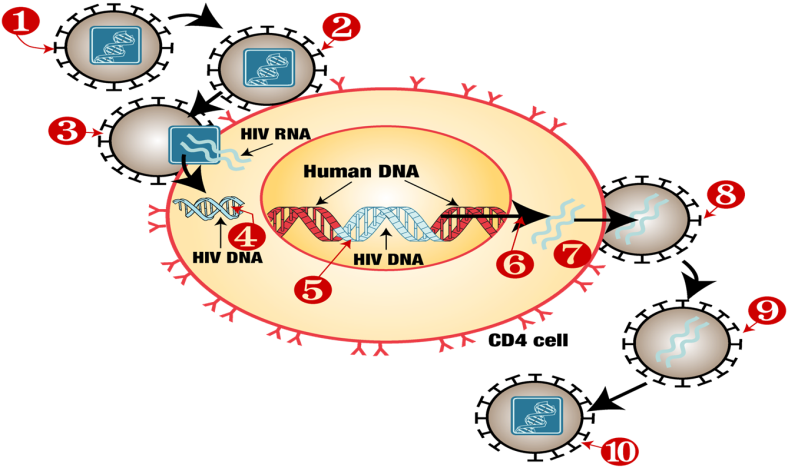 1
2
3
HIV RNA
Human DNA
8
4
HIV DNA
HIV DNA
6
7
5
9
CD4 cell
10